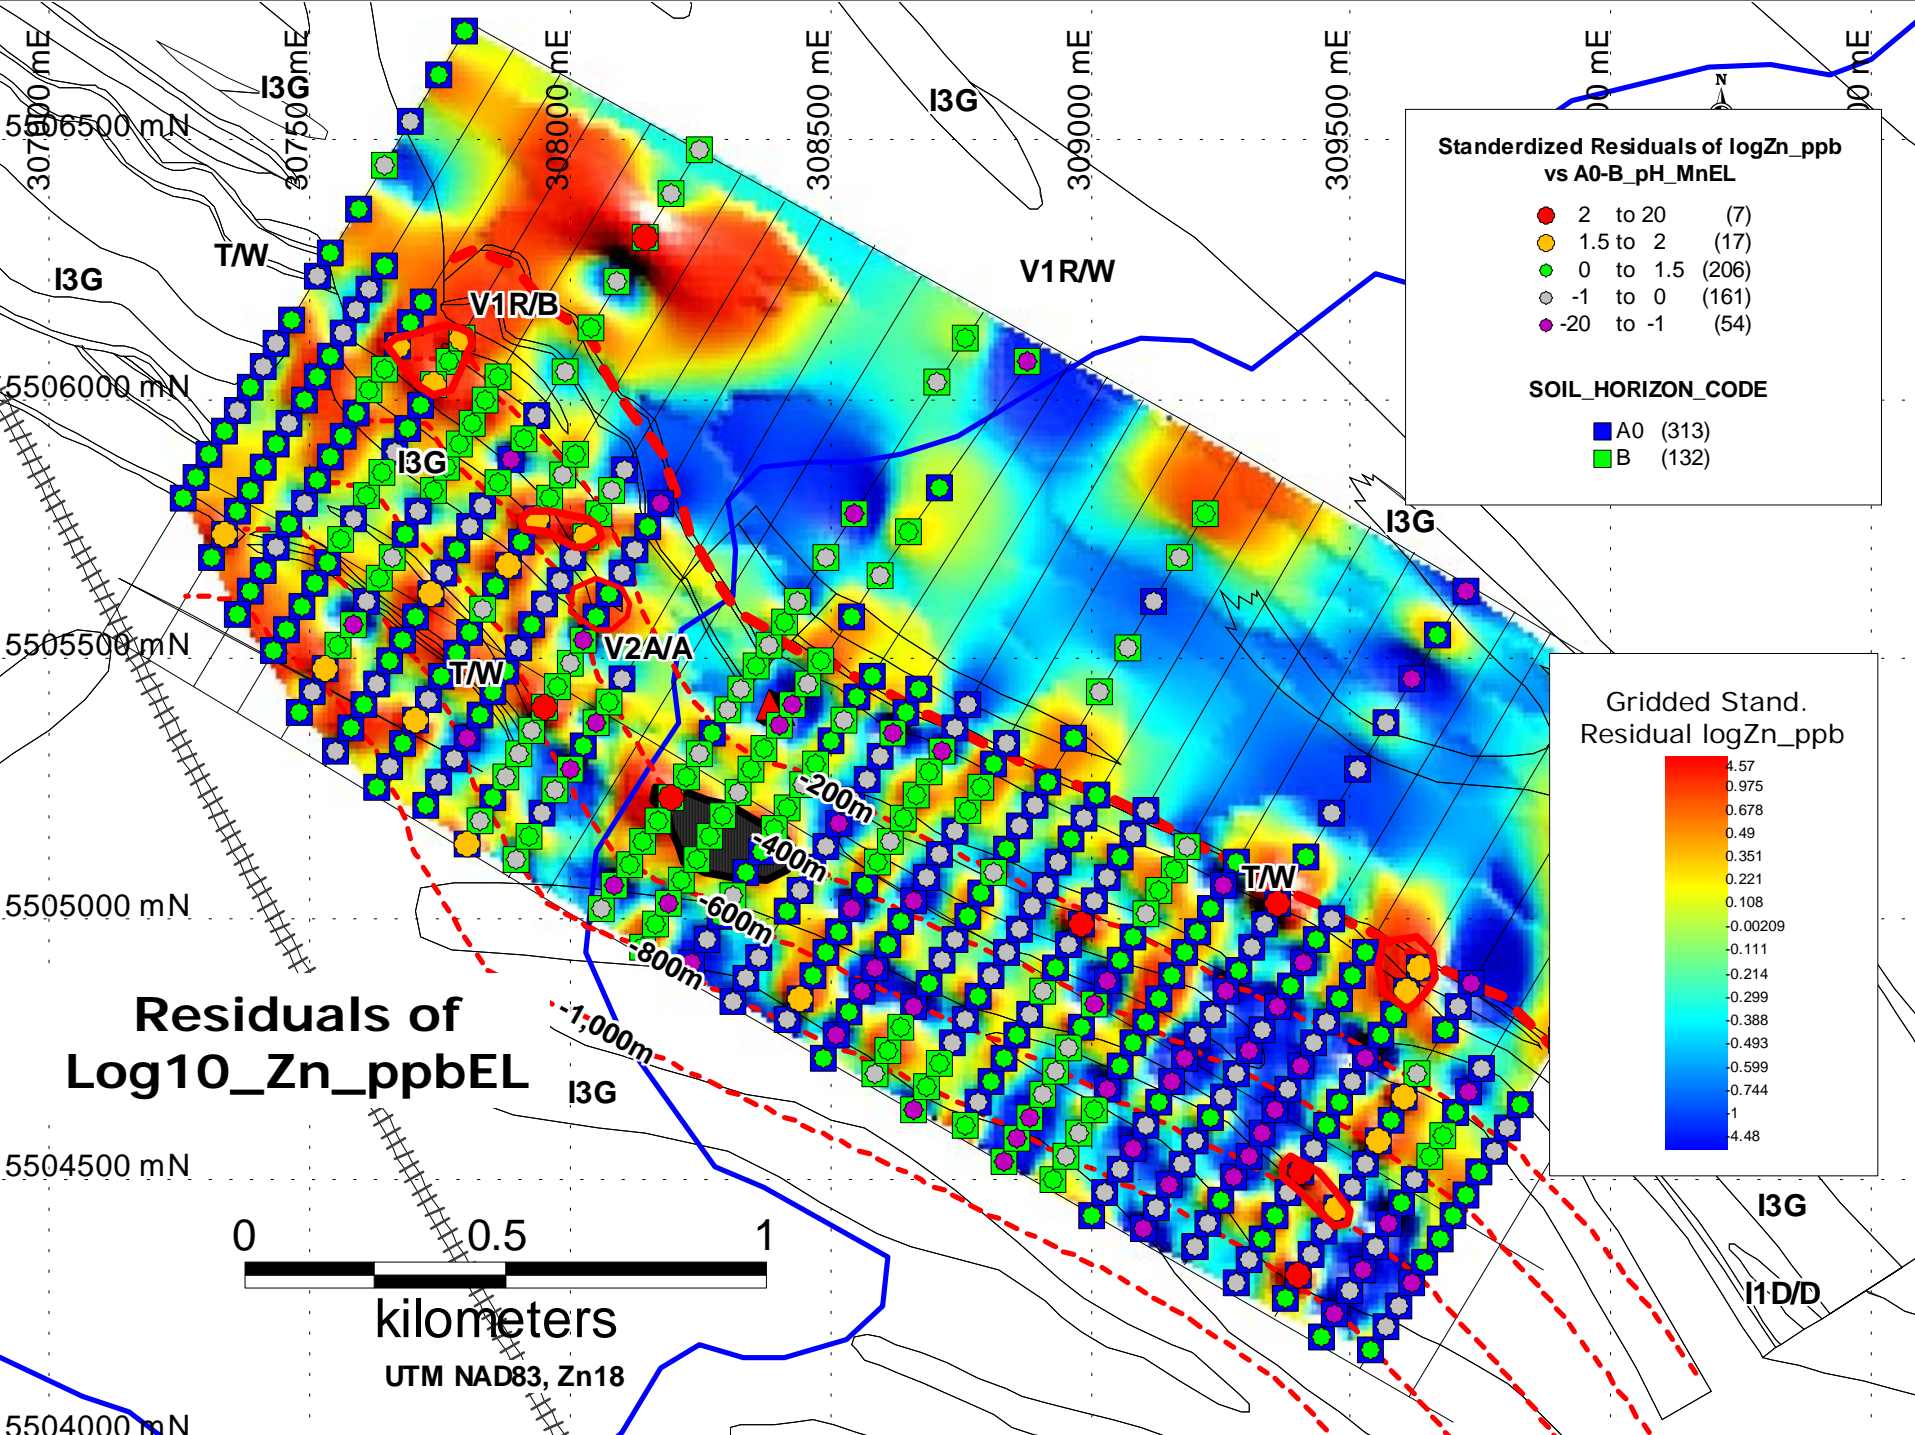 307000 mE
307500 mE
308000 mE
308500 mE
309000 mE
309500 mE
00 mE
00 mE
N
I3G
I3G
5506500 mN
Standerdized Residuals of logZn_ppb
vs A0-B_pH_MnEL
2 to 20 (7)
1.5 to 2 (17)
0 to 1.5 (206)
-1 to 0 (161)
-20 to -1 (54)
SOIL_HORIZON_CODE
A0 (313)
B (132)
T/W
I3G
V1R/W
V1R/B
5506000 mN
I3G
I3G
5505500 mN
V2A/A
T/W
Gridded Stand.
Residual logZn_ppb
4.57
0.975
0.678
0.49
0.351
0.221
0.108
-0.00209
-0.111
-0.214
-0.299
-0.388
-0.493
-0.599
-0.744
-1
-4.48
-200m
-400m
T/W
-600m
5505000 mN
-800m
-1,000m
Residuals of
Log10_Zn_ppbEL
I3G
5504500 mN
I3G
0 0.5 1
kilometers
I1D/D
UTM NAD83, Zn18
5504000 mN